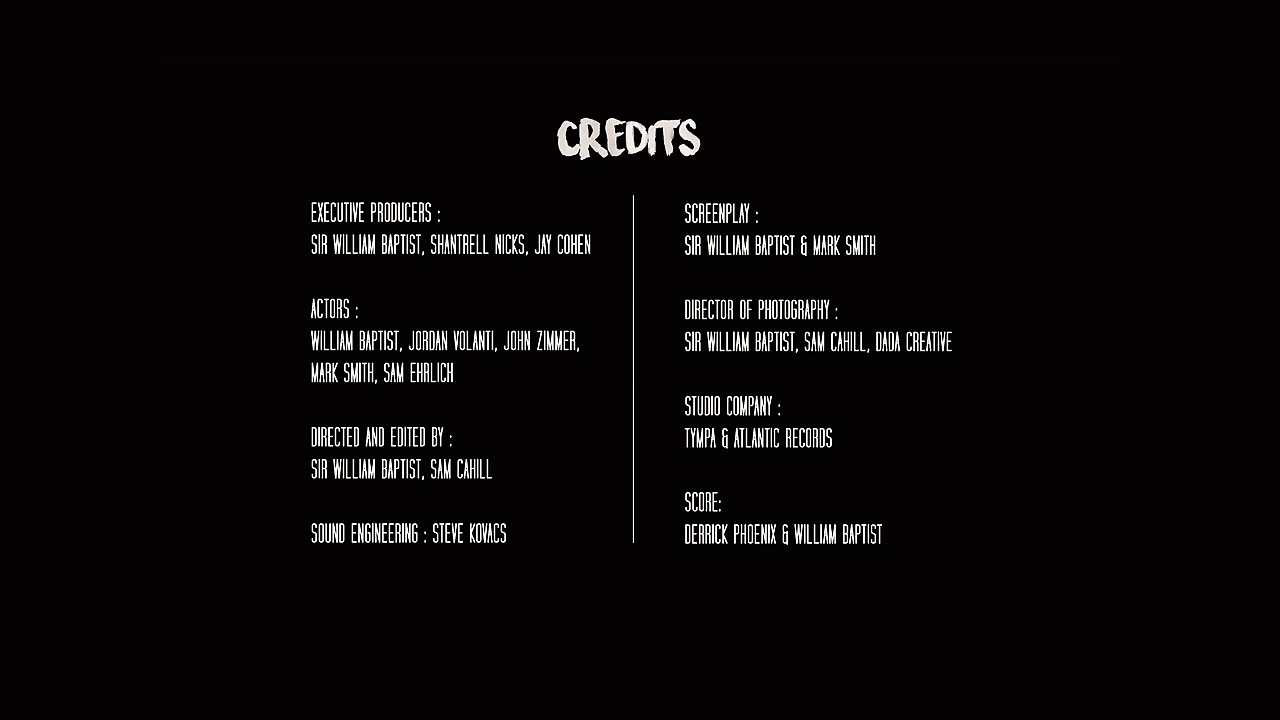 CREDITS
EXECUTIVE PRODUCERS :
SIR WILLIAM BAPTIST, SHANTRELL NICKS, JAY COHEN
ACTORS :
WILLIAM BAPTIST, JORDAN VOLANTI, JOHN ZIMMER,
MARK SMITH, SAM EHRLICH
DIRECTED AND EDITED BY :
SIR WILLIAM BAPTIST, SAM CAHILL
SOUND ENGINEERING : STEVE KOVACS
SCREENPLAY :
SIR WILLIAM BAPTIST & MARK SMITH
DIRECTOR OF PHOTOGRAPHY :
SIR WILLIAM BAPTIST, SAM CAHILL, DADA CREATIVE
STUDIO COMPANY :
TYMPA & ATLANTIC RECORDS
SCORE:
DERRICK PHOENIX & WILLIAM BAPTIST